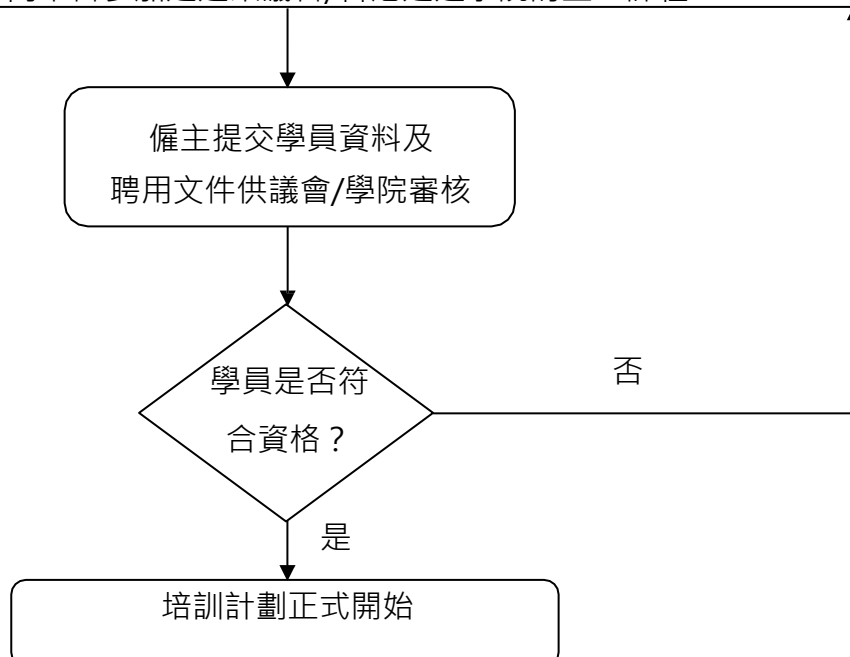 僱主提交學員資料及
聘用文件供議會/學院審核
學員是否符
合資格？
否
是
培訓計劃正式開始